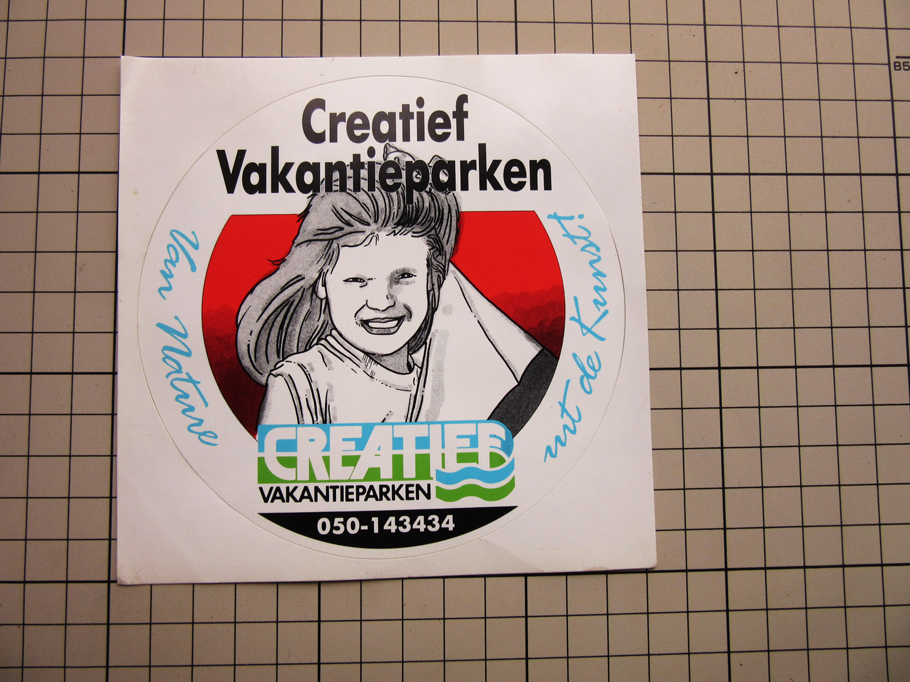 Creatief
Vakantieparken
Van Nature
uit de Kunst!
CREATIEF
VAKANTIEPARKEN
050-143434
B5